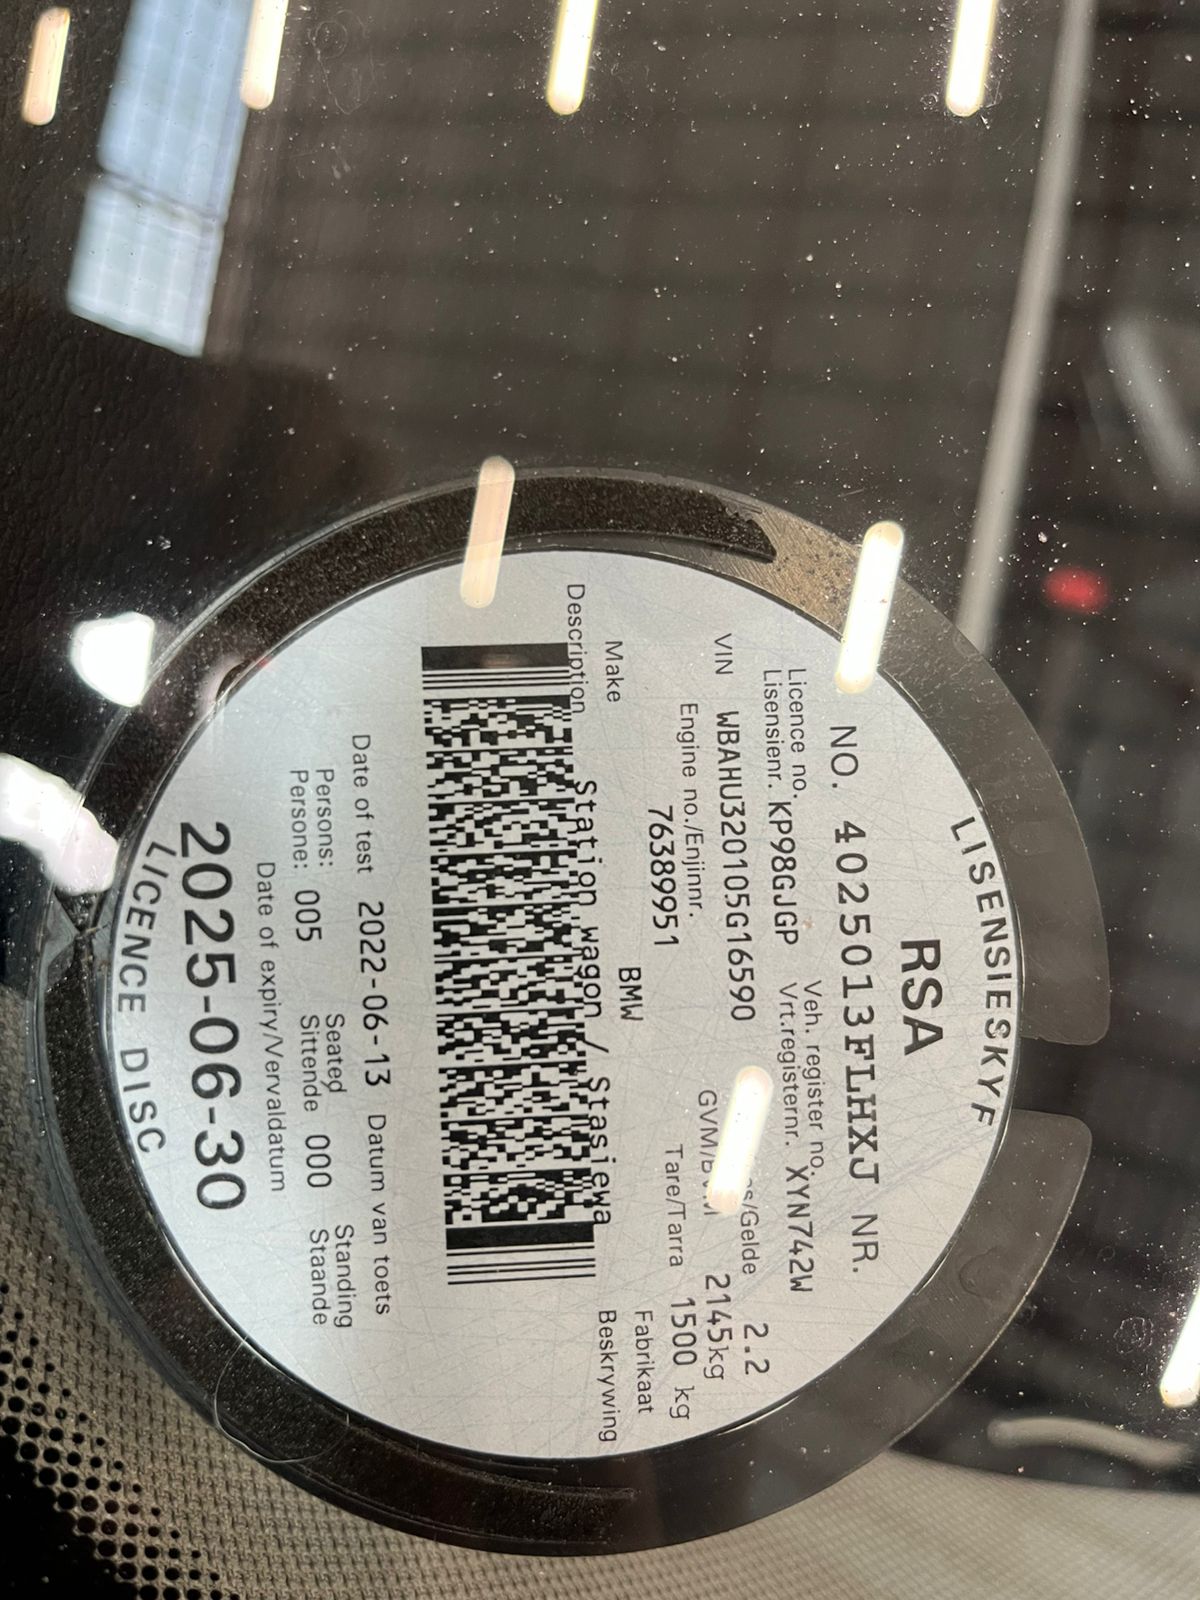 LISENSIESKYF
RSA
NO. 4025013FLHXJ NR.
Licence no. Veh. register no.
Lisensienr. KP98GJGP Vrt.registernr. XYN742W
VIN WBAHU320105G16590 2.2
Engine no./Enjinnr. GVM/ 2145kg
7638995 1 Tare/Tarra 1500 kg
Make BMW Fabrikaat
Description Station wagon / Stasiewa Beskrywing
Date of test 2022-06-13 Datum van toets
Persons: Seated Standing
Persone: 005 Sittende 000 Staande
Date of expiry/Vervaldatum
2025-06-30
LICENCE DISC